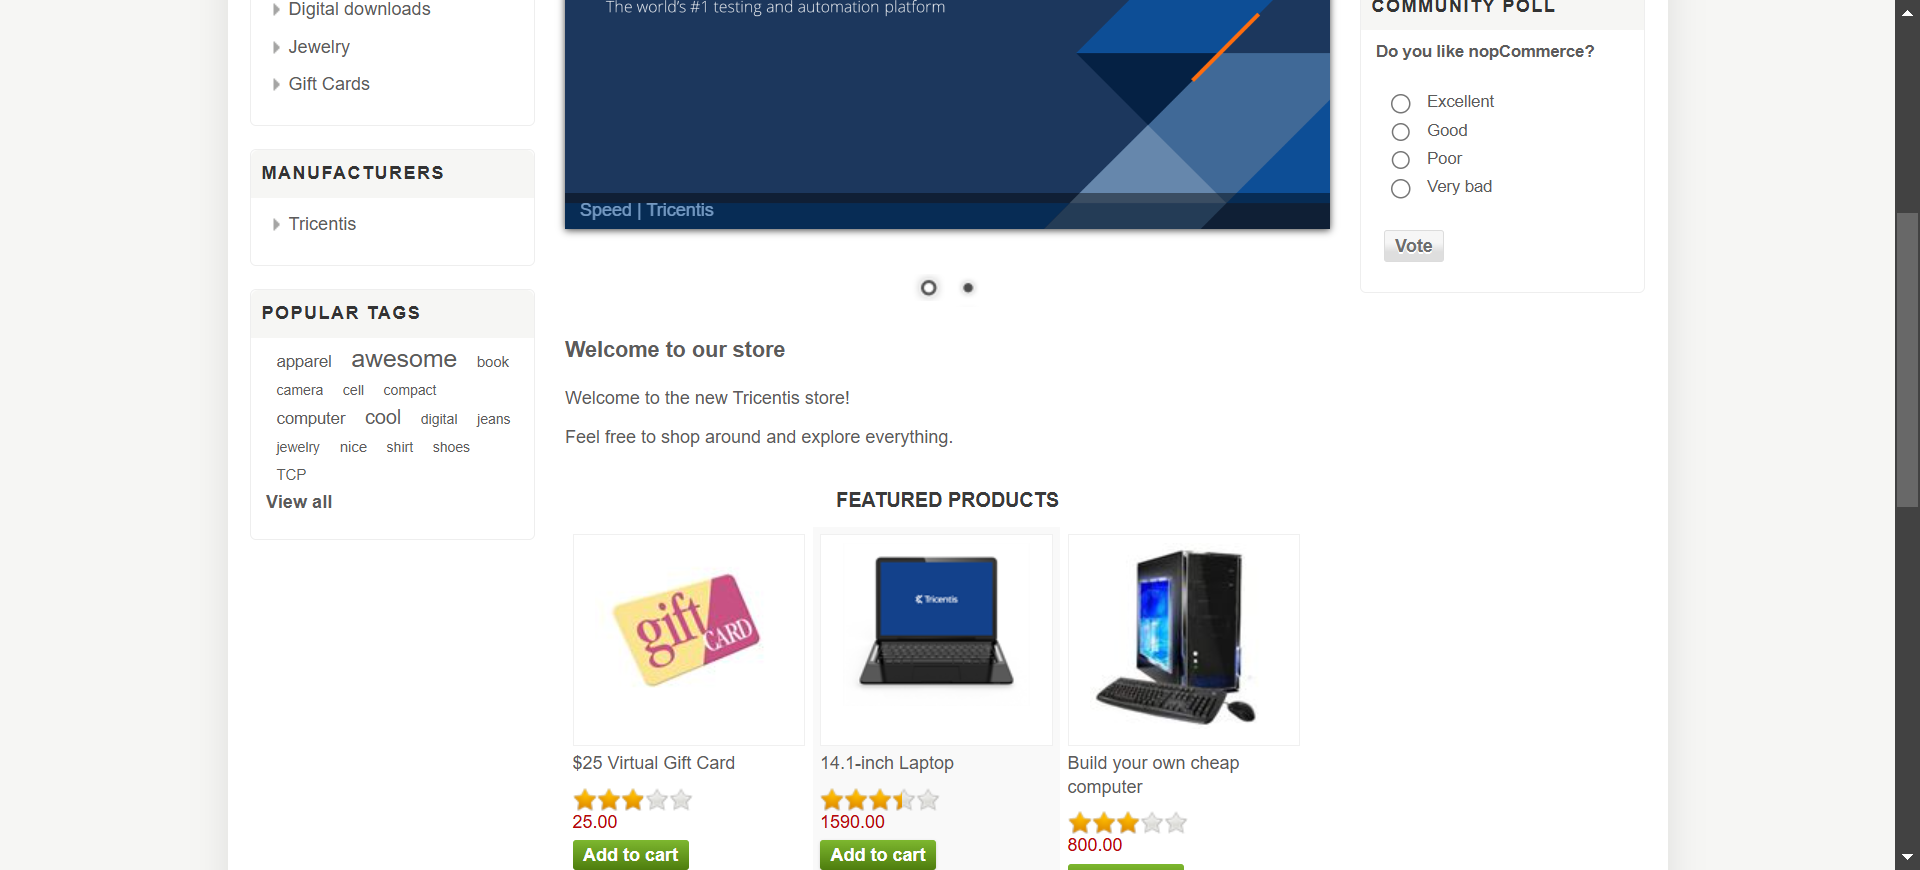 Digital downloads
Jewelry
Gift Cards
MANUFACTURERS
Tricentis
POPULAR TAGS
apparel awesome book
camera cell compact
computer cool digital jeans
jewelry nice shirt shoes
TCP
View all
The world's #1 testing and automation platform
Speed | Tricentis
Welcome to our store
Welcome to the new Tricentis store!
Feel free to shop around and explore everything.
FEATURED PRODUCTS
gift CARD
$25 Virtual Gift Card
25.00
Add to cart
Tricentis
14.1-inch Laptop
1590.00
Add to cart
Build your own cheap
computer
800.00
COMMUNITY POLL
Do you like nopCommerce?
Excellent
Good
Poor
Very bad
Vote